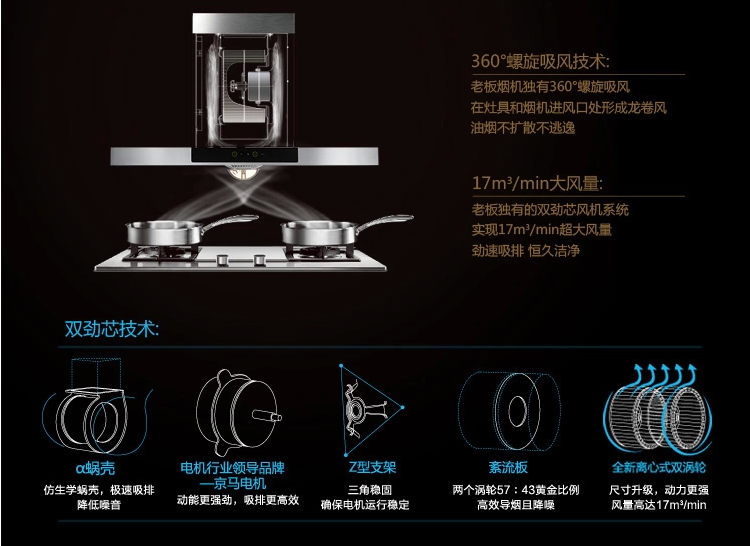 360°螺旋吸风技术:
老板烟机独有360°螺旋吸风
在灶具和烟机进风口处形成龙卷风
油烟不扩散不逃逸
17m³/min大风量:
老板独有的双劲芯风机系统
实现17m³/min超大风量
劲速吸排 恒久洁净
双劲芯技术:
α蜗壳
仿生学蜗壳，极速吸排
降低噪音
电机行业领导品牌
—京马电机
动能更强劲，吸排更高效
Z型支架
三角稳固
确保电机运行稳定
紊流板
两个涡轮57：43黄金比例
高效导烟且降噪
全新离心式双涡轮
尺寸升级，动力更强
风量高达17m³/min